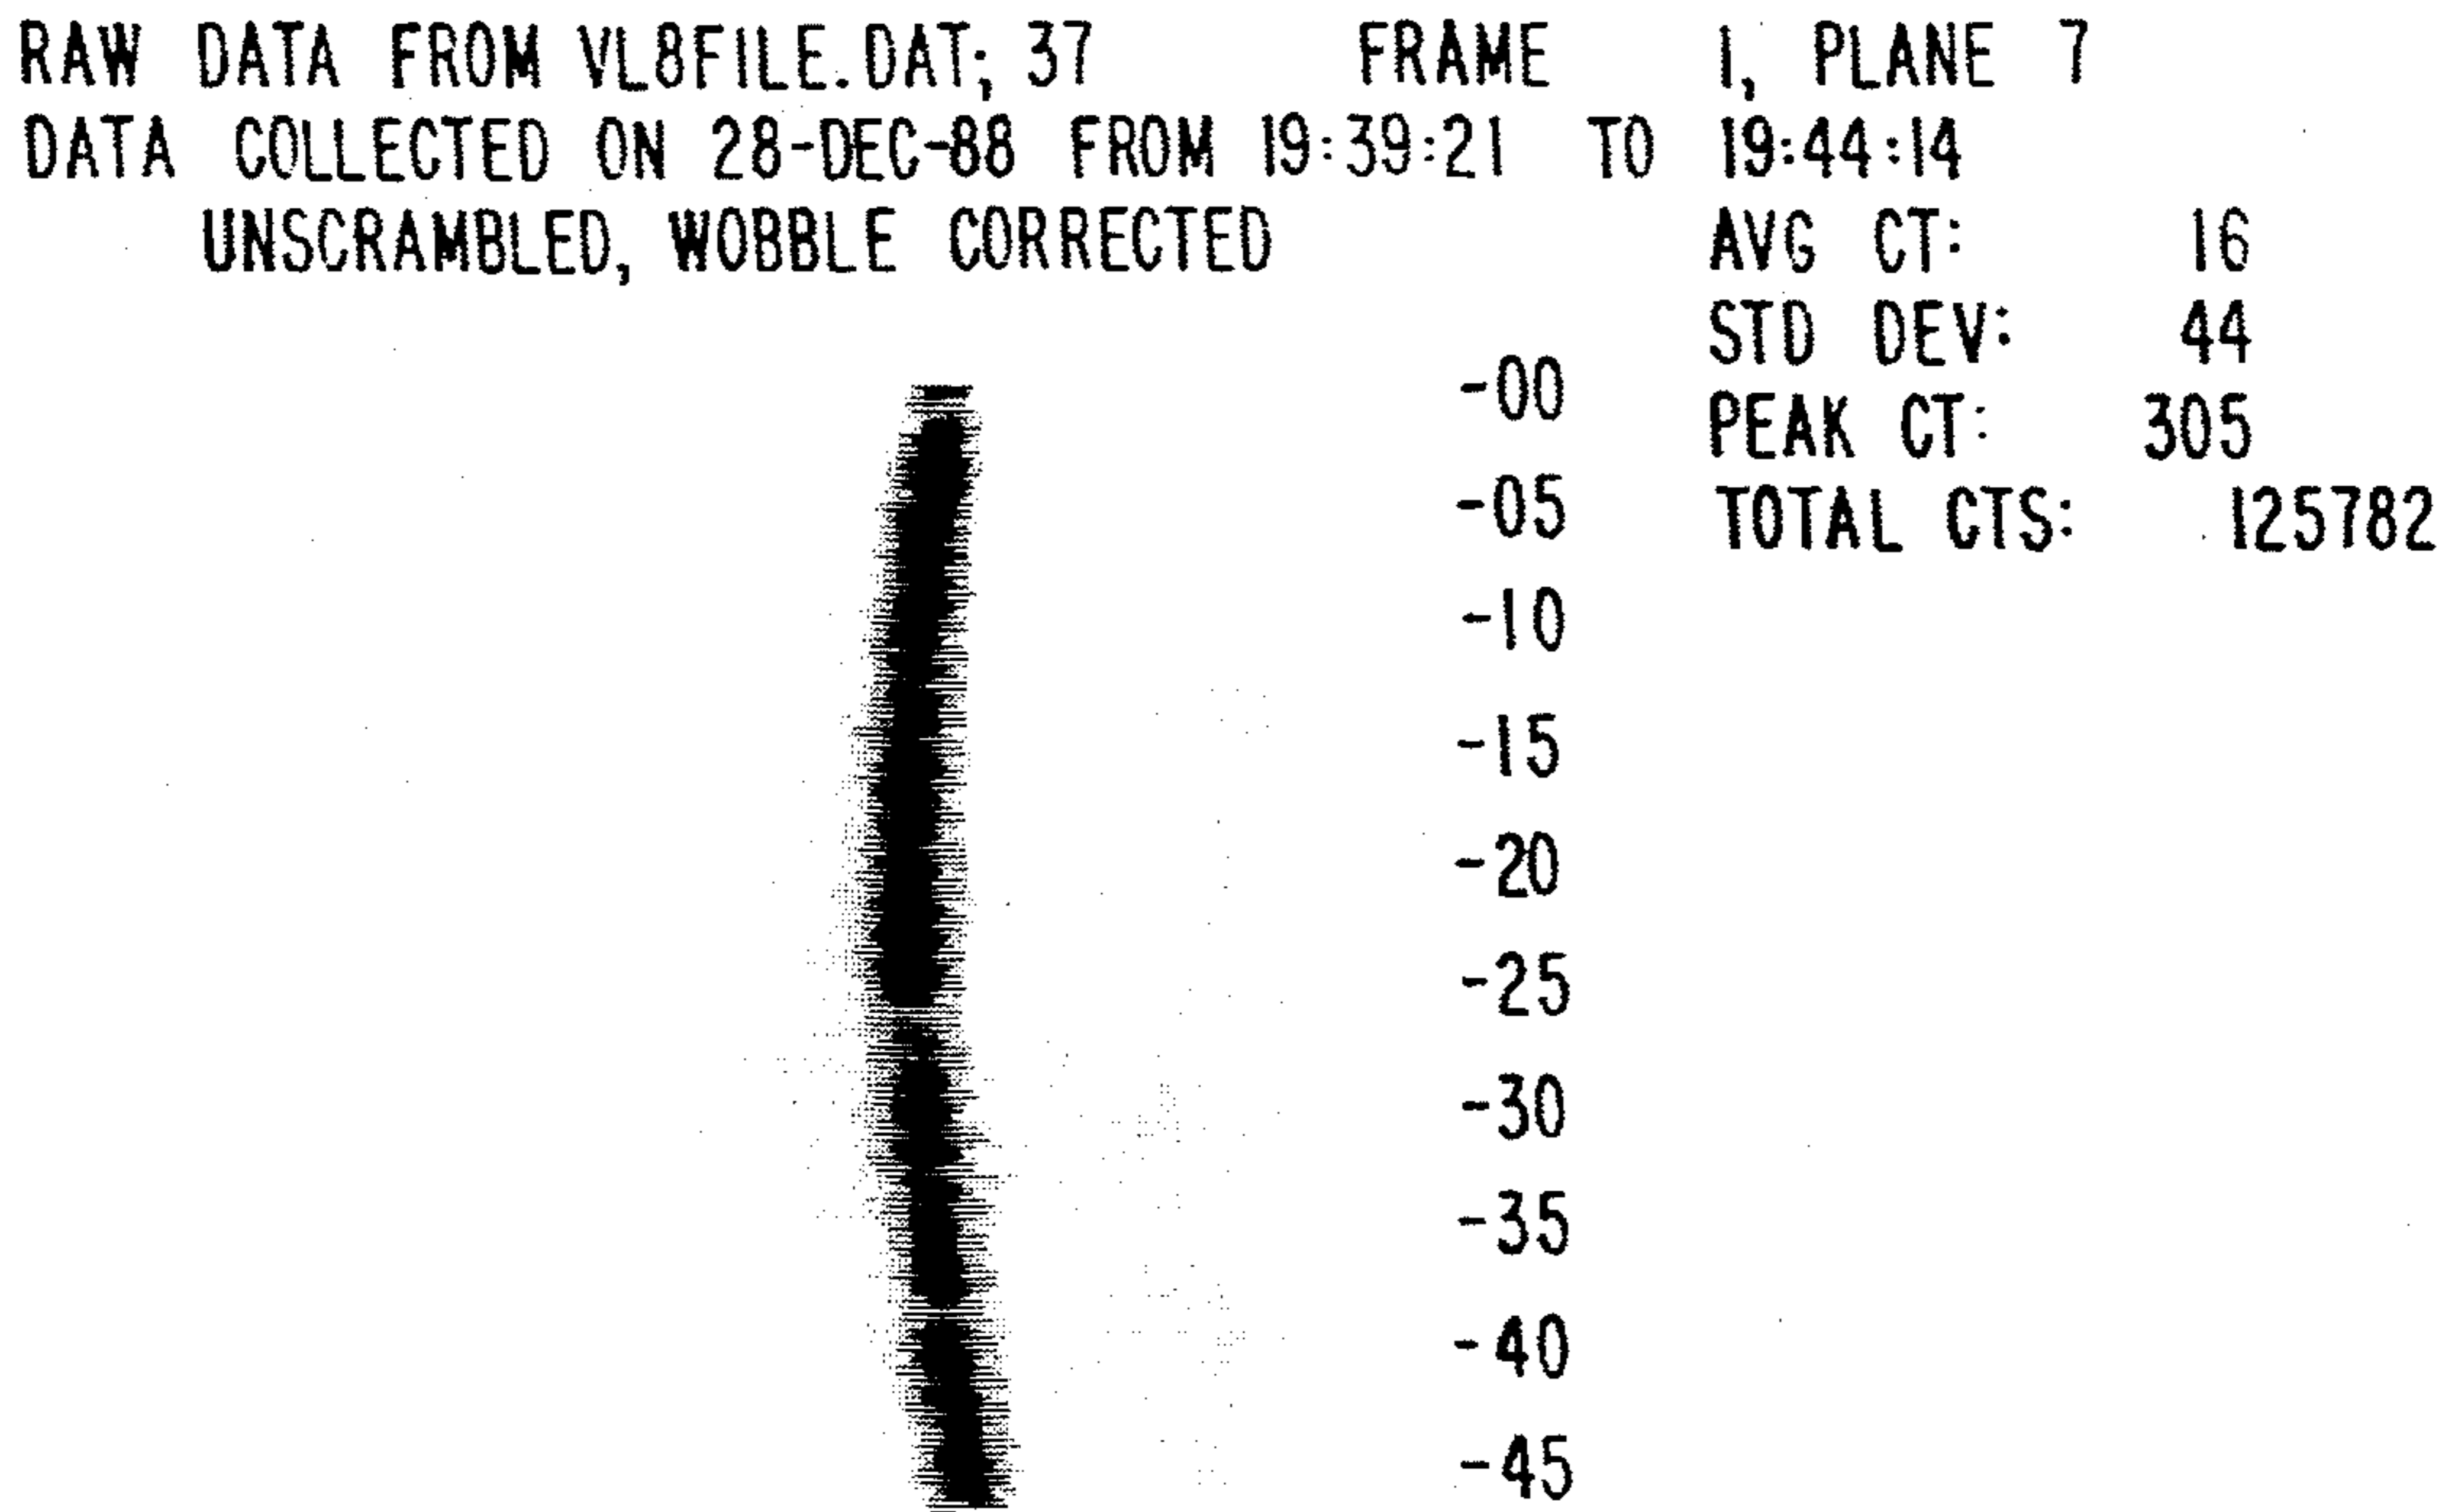 RAW DATA FROM VL8FILE.DAT; 37 FRAME 1, PLANE 7
DATA COLLECTED ON 28-DEC-88 FROM 19:39:21 TO 19:44:14
UNSCRAMBLED, WOBBLE CORRECTED AVG CT: 16
STD DEV: 44
-00
PEAK CT: 305
-05
TOTAL CTS: 125782
-10
-15
-20
-25
-30
-35
-40
-45